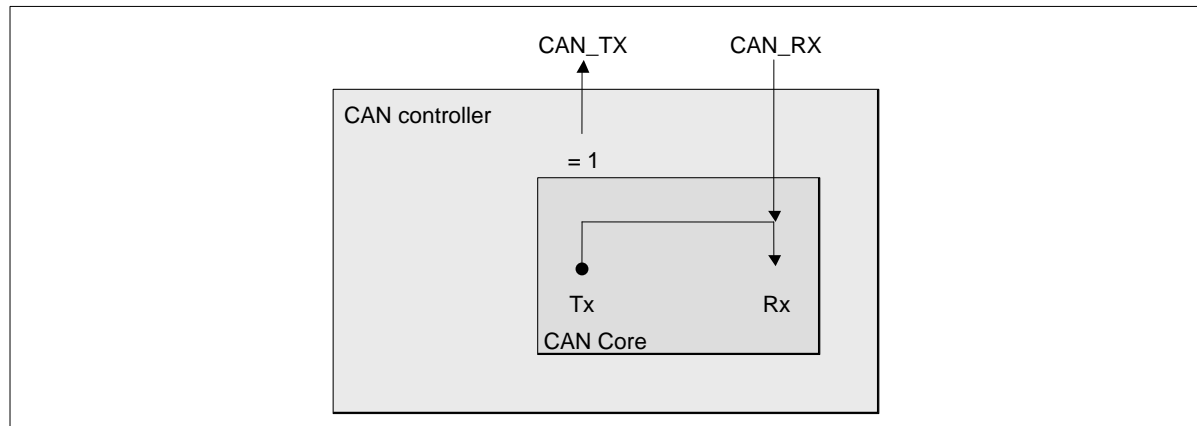 CAN_TX CAN_RX
CAN controller
= 1
Tx Rx
CAN Core